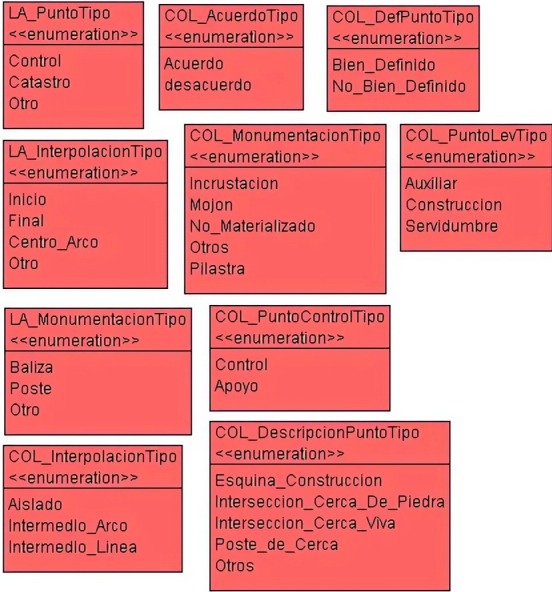 LA_PuntoTipo
<<enumeration>>
Control
Catastro
Otro
COL_AcuerdoTipo
<<enumeration>>
Acuerdo
desacuerdo
COL_DefPuntoTipo
<<enumeration>>
Bien_Definido
No_Bien_Definido
LA_InterpolacionTipo
<<enumeration>>
Inicio
Final
Centro_Arco
Otro
COL_MonumentacionTipo
<<enumeration>>
Incrustacion
Mojon
No_Materializado
Otros
Pilastra
COL_PuntoLevTipo
<<enumeration>>
Auxiliar
Construccion
Servidumbre
LA_MonumentacionTipo
<<enumeration>>
Baliza
Poste
Otro
COL_PuntoControlTipo
<<enumeration>>
Control
Apoyo
COL_InterpolacionTipo
<<enumeration>>
Aislado
Intermedio_Arco
Intermedio_Linea
COL_DescripcionPuntoTipo
<<enumeration>>
Esquina_Construccion
Interseccion_Cerca_De_Piedra
Interseccion_Cerca_Viva
Poste_de_Cerca
Otros